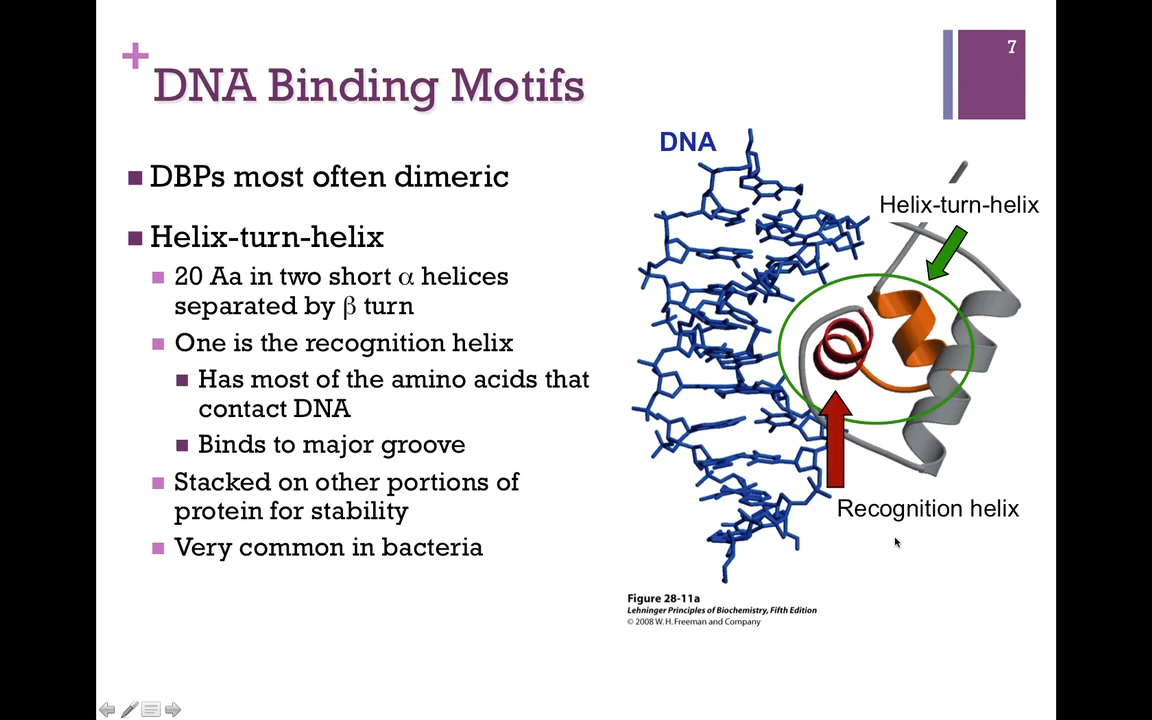 +
7
DNA Binding Motifs
DBPs most often dimeric
Helix-turn-helix
20 Aa in two short α helices
separated by β turn
One is the recognition helix
Has most of the amino acids that
contact DNA
Binds to major groove
Stacked on other portions of
protein for stability
Very common in bacteria
DNA
Helix-turn-helix
Recognition helix
Figure 28-11a
Lehninger Principles of Biochemistry, Fifth Edition
© 2008 W. H. Freeman and Company